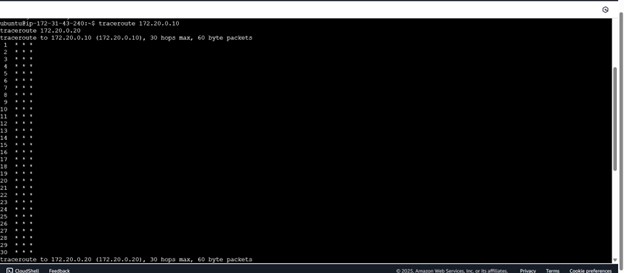 ubuntu@ip-172-31-43-240:~$ traceroute 172.20.0.10
traceroute 172.20.0.20
traceroute to 172.20.0.10 (172.20.0.10), 30 hops max, 60 byte packets
1 * * *
2 * * *
3 * * *
4 * * *
5 * * *
6 * * *
7 * * *
8 * * *
9 * * *
10 * * *
11 * * *
12 * * *
13 * * *
14 * * *
15 * * *
16 * * *
17 * * *
18 * * *
19 * * *
20 * * *
21 * * *
22 * * *
23 * * *
24 * * *
25 * * *
26 * * *
27 * * *
28 * * *
29 * * *
30 * * *
traceroute to 172.20.0.20 (172.20.0.20), 30 hops max, 60 byte packets
CloudShell Feedback © 2025, Amazon Web Services, Inc. or its affiliates. Privacy Terms Cookie preferences